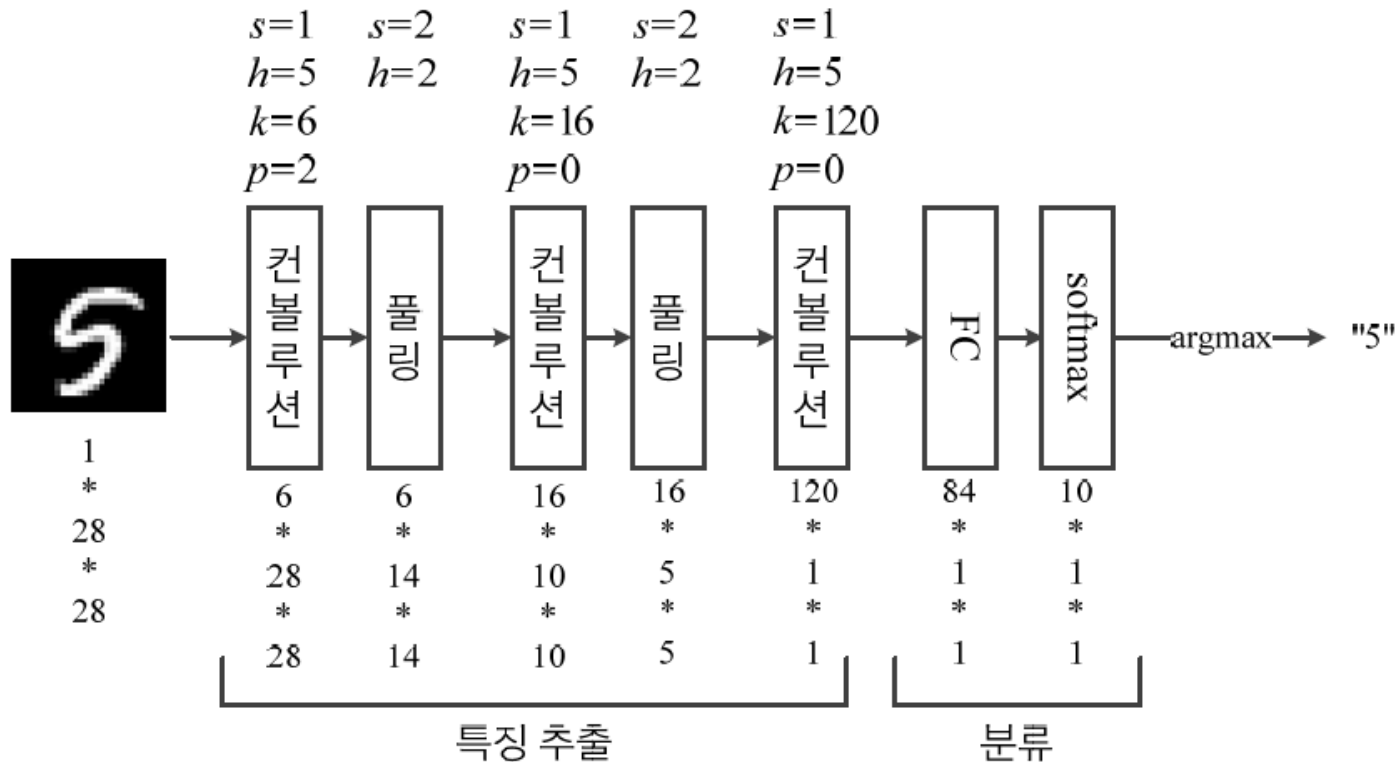 s=1 s=2 s=1 s=2 s=1
h=5 h=2 h=5 h=2 h=5
k=6 k=16 k=120
p=2 p=0 p=0
컨볼루션
풀링
컨볼루션
풀링
컨볼루션
FC
softmax
argmax
"5"
1
*
28
*
28
6 6 16 16 120 84 10
* * * * * * *
28 14 10 5 1 1 1
* * * * * * *
28 14 10 5 1 1 1
특징 추출 분류